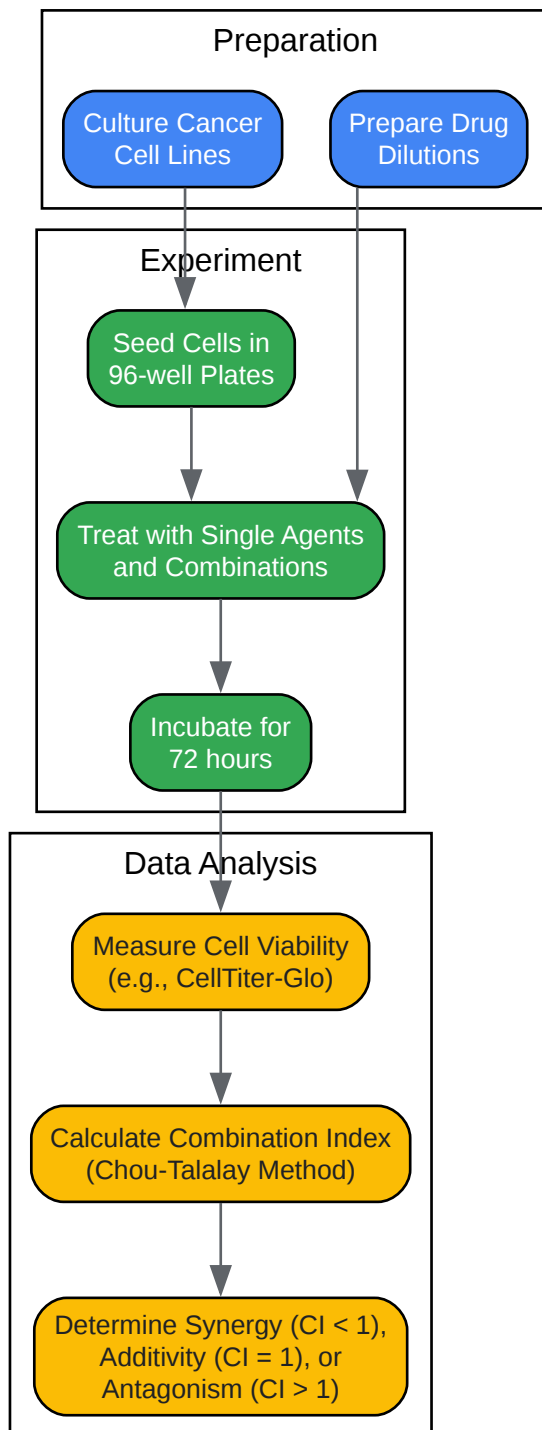 Preparation
Culture Cancer
Cell Lines
Prepare Drug
Dilutions
Experiment
Seed Cells in
96-well Plates
Treat with Single Agents
and Combinations
Incubate for
72 hours
Data Analysis
Measure Cell Viability
(e.g., CellTiter-Glo)
Calculate Combination Index
(Chou-Talalay Method)
Determine Synergy (CI < 1),
Additivity (CI = 1), or
Antagonism (CI > 1)